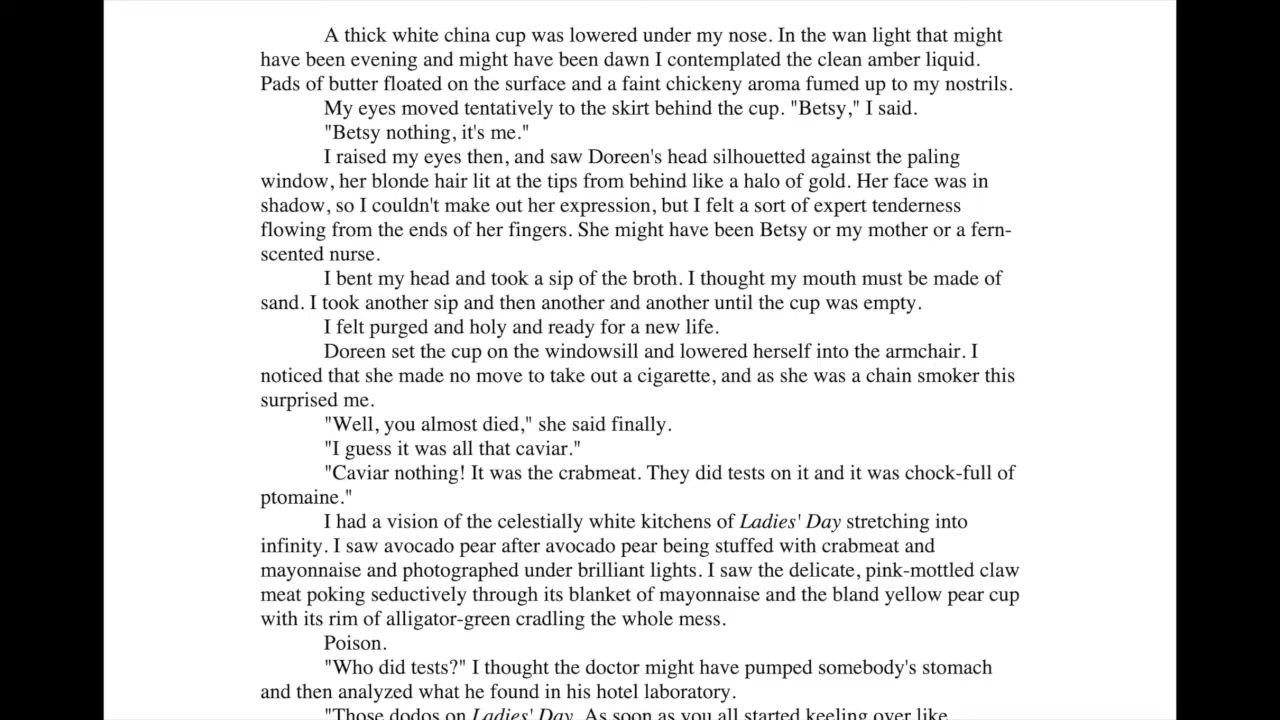 A thick white china cup was lowered under my nose. In the wan light that might
have been evening and might have been dawn I contemplated the clean amber liquid.
Pads of butter floated on the surface and a faint chickeny aroma fumed up to my nostrils.
My eyes moved tentatively to the skirt behind the cup. "Betsy," I said.
"Betsy nothing, it's me."
I raised my eyes then, and saw Doreen's head silhouetted against the paling
window, her blonde hair lit at the tips from behind like a halo of gold. Her face was in
shadow, so I couldn't make out her expression, but I felt a sort of expert tenderness
flowing from the ends of her fingers. She might have been Betsy or my mother or a fern-
scented nurse.
I bent my head and took a sip of the broth. I thought my mouth must be made of
sand. I took another sip and then another and another until the cup was empty.
I felt purged and holy and ready for a new life.
Doreen set the cup on the windowsill and lowered herself into the armchair. I
noticed that she made no move to take out a cigarette, and as she was a chain smoker this
surprised me.
"Well, you almost died," she said finally.
"I guess it was all that caviar."
"Caviar nothing! It was the crabmeat. They did tests on it and it was chock-full of
ptomaine."
I had a vision of the celestially white kitchens of Ladies' Day stretching into
infinity. I saw avocado pear after avocado pear being stuffed with crabmeat and
mayonnaise and photographed under brilliant lights. I saw the delicate, pink-mottled claw
meat poking seductively through its blanket of mayonnaise and the bland yellow pear cup
with its rim of alligator-green cradling the whole mess.
Poison.
"Who did tests?" I thought the doctor might have pumped somebody's stomach
and then analyzed what he found in his hotel laboratory.
"Those dodos on Ladies' Day. As soon as you all started keeling over like